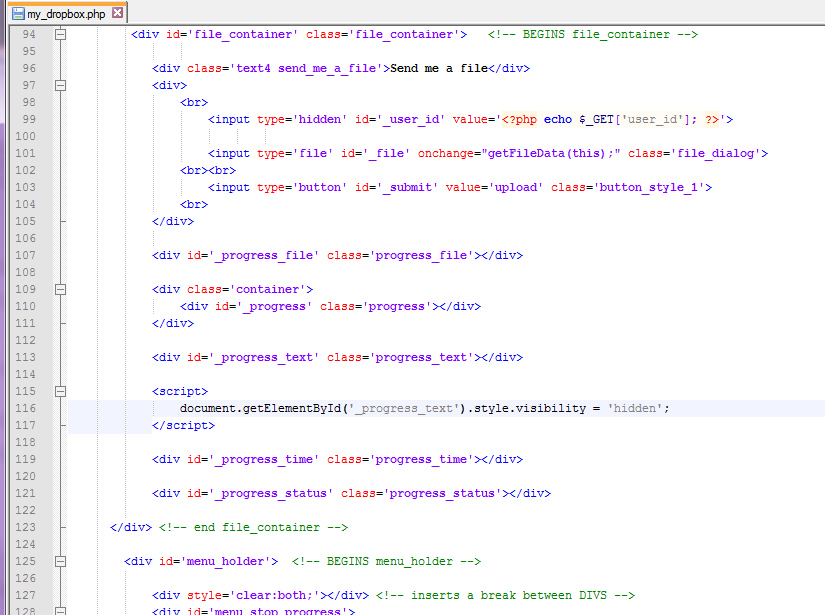 my_dropbox.php
94 <div id='file_container' class='file_container'> <!-- BEGINS file_container -->
95
96 <div class='text4 send_me_a_file'>Send me a file</div>
97 <div>
98 <br>
99 <input type='hidden' id='_user_id' value='<?php echo $_GET['user_id']; ?>'>
100
101 <input type='file' id='_file' onchange="getFileData(this);" class='file_dialog'>
102 <br><br>
103 <input type='button' id='_submit' value='upload' class='button_style_1'>
104 <br>
105 </div>
106
107 <div id='_progress_file' class='progress_file'></div>
108
109 <div class='container'>
110 <div id='_progress' class='progress'></div>
111 </div>
112
113 <div id='_progress_text' class='progress_text'></div>
114
115 <script>
116 document.getElementById('_progress_text').style.visibility = 'hidden';
117 </script>
118
119 <div id='_progress_time' class='progress_time'></div>
120
121 <div id='_progress_status' class='progress_status'></div>
122
123 </div> <!-- end file_container -->
124
125 <div id='menu_holder'> <!-- BEGINS menu_holder -->
126
127 <div style='clear:both;'></div> <!-- inserts a break between DIVS -->
128 <div id='menu_stop_progress'>